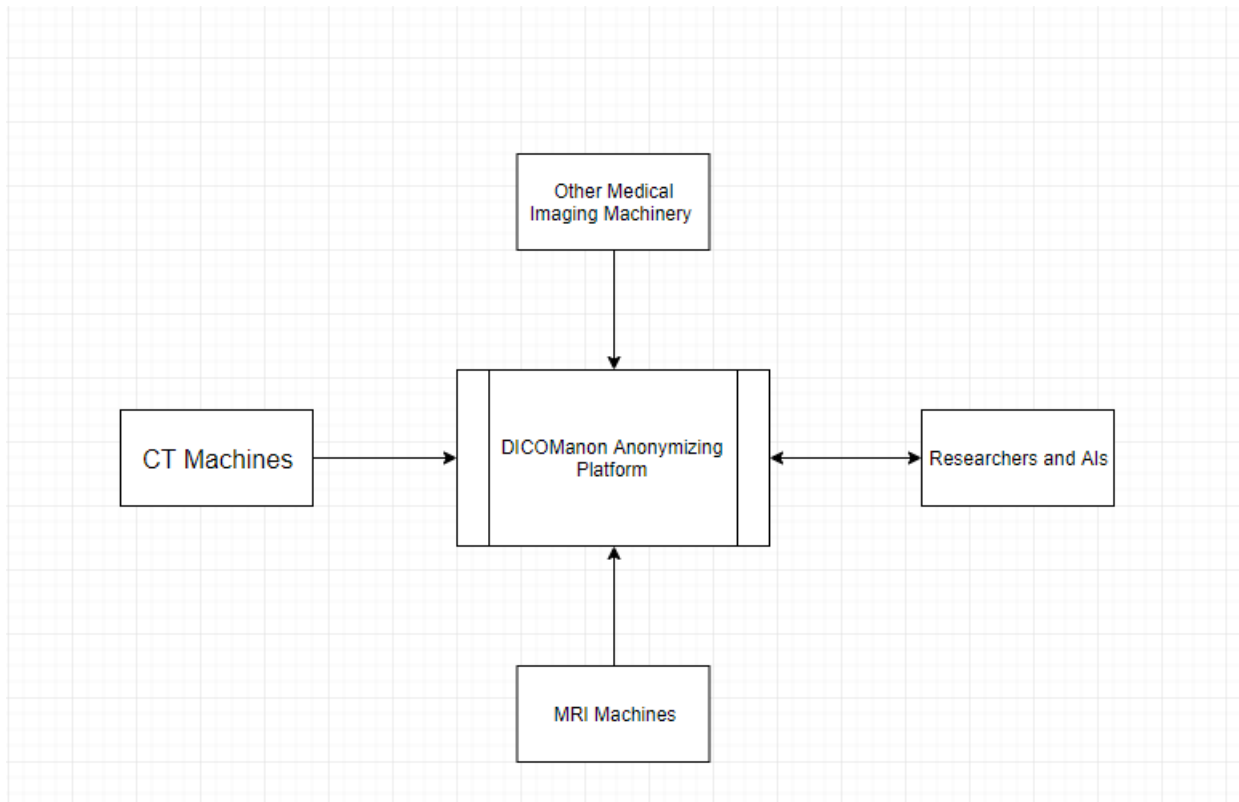 Other Medical
Imaging Machinery
CT Machines
DICOManon Anonymizing
Platform
Researchers and AIs
MRI Machines